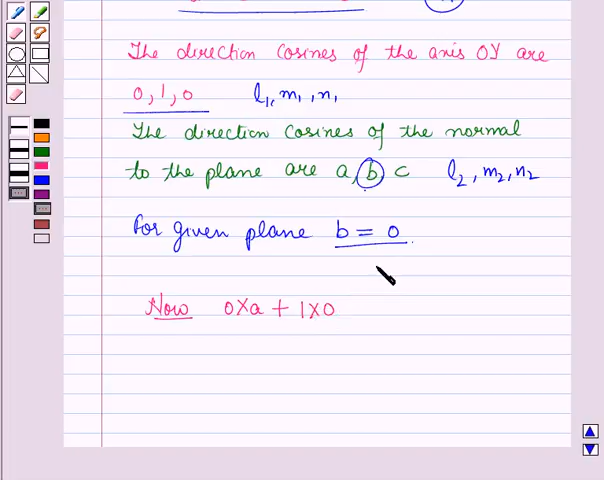 The direction Cosines of the axis OY are
0, 1, 0 l₁, m₁, n₁
The direction Cosines of the normal
to the plane are a, b, c l₂, m₂, n₂
For given plane b = 0.
Now 0×a + 1×0